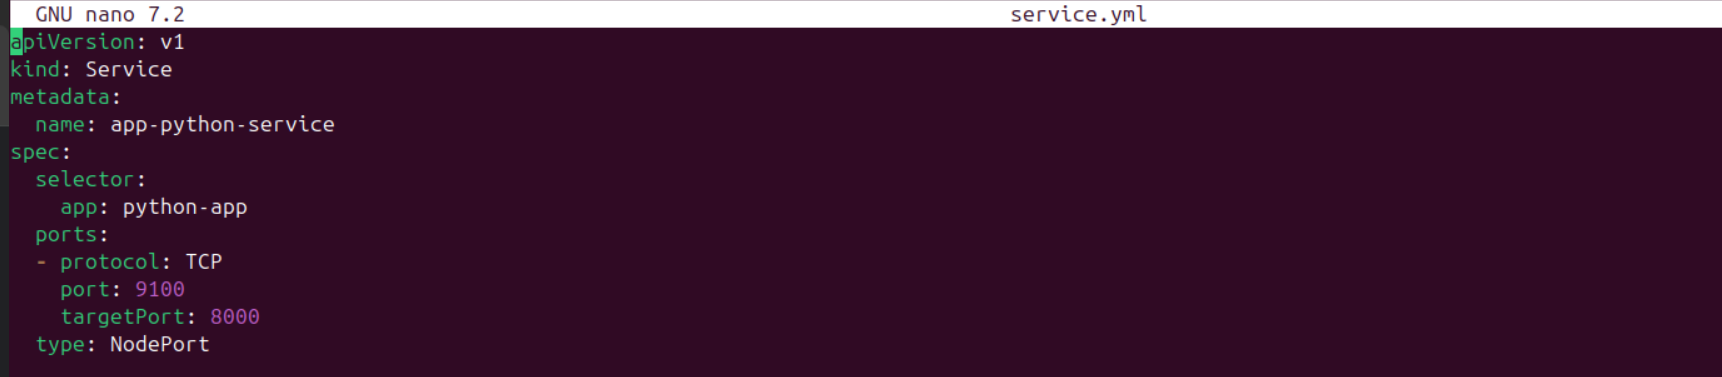 GNU nano 7.2 service.yml
apiVersion: v1
kind: Service
metadata:
  name: app-python-service
spec:
  selector:
    app: python-app
  ports:
  - protocol: TCP
    port: 9100
    targetPort: 8000
  type: NodePort